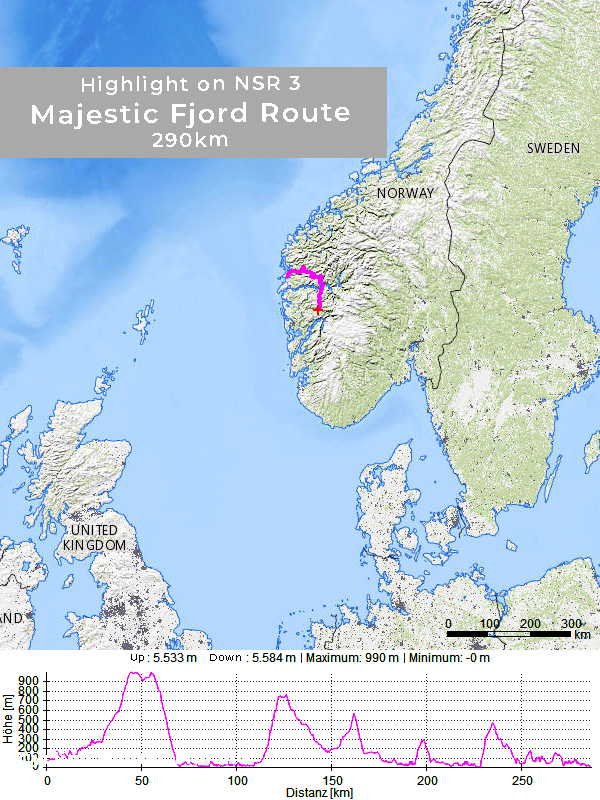 Highlight on NSR 3
Majestic Fjord Route
290km
SWEDEN
NORWAY
UNITED
KINGDOM
AND
0 100 200 300
km
Up : 5.533 m Down : 5.584 m | Maximum: 990 m | Minimum: -0 m
Höhe [m]
900
800
700
600
500
400
300
200
0
0 50 100 150 200 250
Distanz [km]